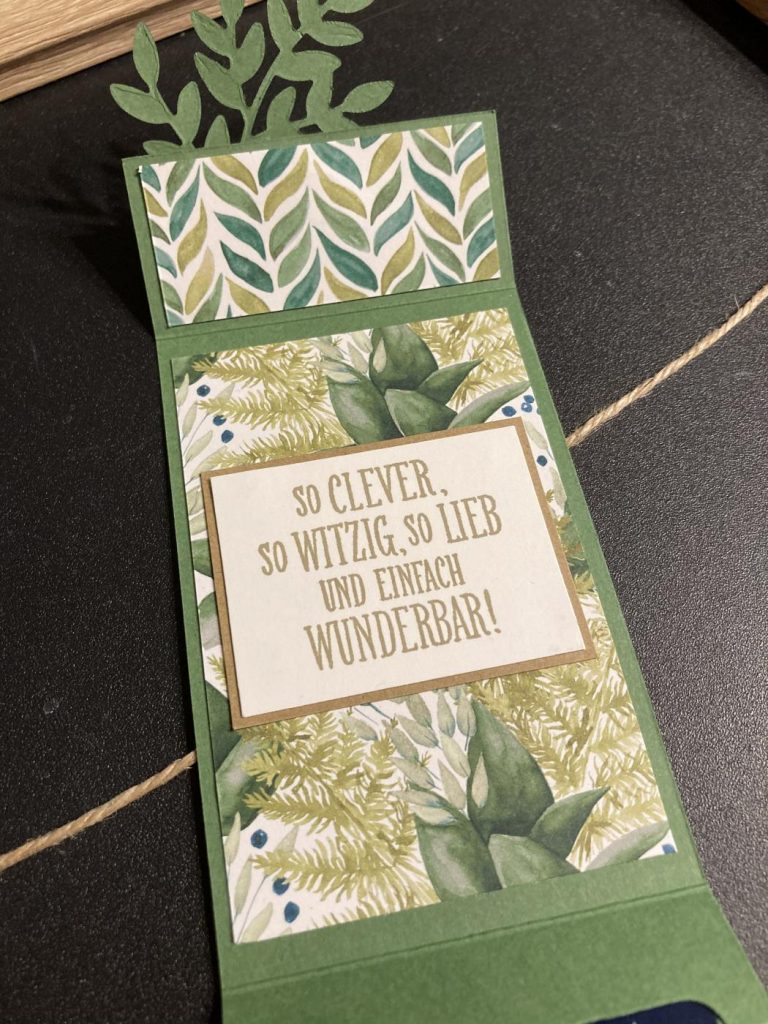 so CLEVER,
so WITZIG, so LIEB
UND EINFACH
WUNDERBAR!